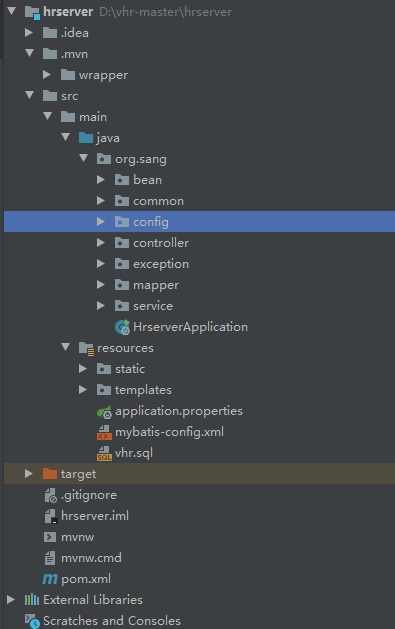 hrserver D:\vhr-master\hrserver
.idea
.mvn
wrapper
src
main
java
org.sang
bean
common
config
controller
exception
mapper
service
HrserverApplication
resources
static
templates
application.properties
mybatis-config.xml
vhr.sql
target
.gitignore
hrserver.iml
mvnw
mvnw.cmd
pom.xml
External Libraries
Scratches and Consoles